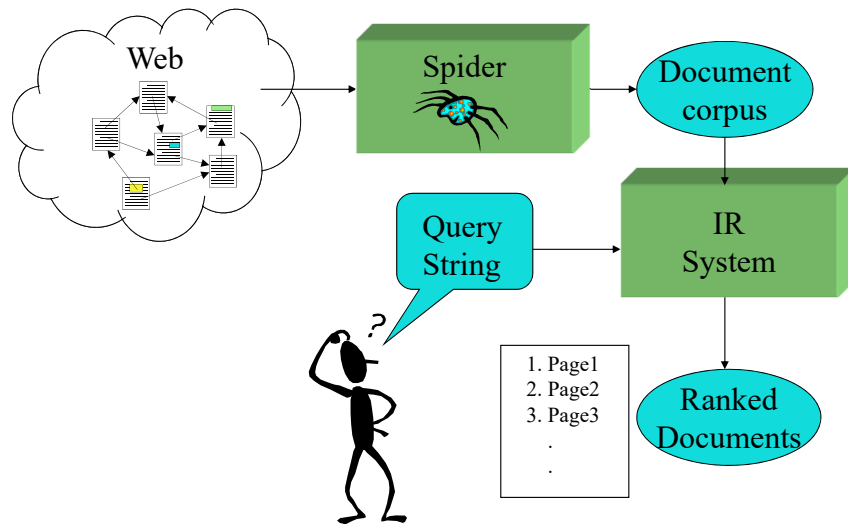 Web
Spider
Document
corpus
Query
String
IR
System
?
1. Page1
2. Page2
3. Page3
.
.
Ranked
Documents